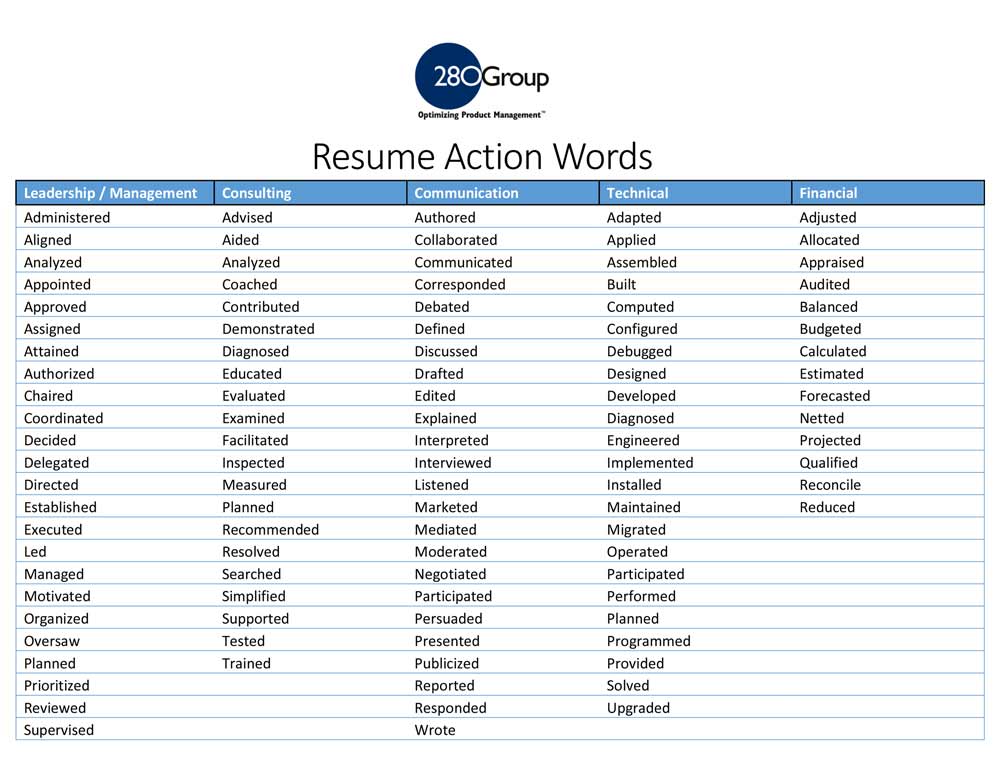 280Group
Optimizing Product Management™
Resume Action Words
Leadership / Management Consulting Communication Technical Financial
Administered Advised Authored Adapted Adjusted
Aligned Aided Collaborated Applied Allocated
Analyzed Analyzed Communicated Assembled Appraised
Appointed Coached Corresponded Built Audited
Approved Contributed Debated Computed Balanced
Assigned Demonstrated Defined Configured Budgeted
Attained Diagnosed Discussed Debugged Calculated
Authorized Educated Drafted Designed Estimated
Chaired Evaluated Edited Developed Forecasted
Coordinated Examined Explained Diagnosed Netted
Decided Facilitated Interpreted Engineered Projected
Delegated Inspected Interviewed Implemented Qualified
Directed Measured Listened Installed Reconcile
Established Planned Marketed Maintained Reduced
Executed Recommended Mediated Migrated
Led Resolved Moderated Operated
Managed Searched Negotiated Participated
Motivated Simplified Participated Performed
Organized Supported Persuaded Planned
Oversaw Tested Presented Programmed
Planned Trained Publicized Provided
Prioritized Reported Solved
Reviewed Responded Upgraded
Supervised Wrote